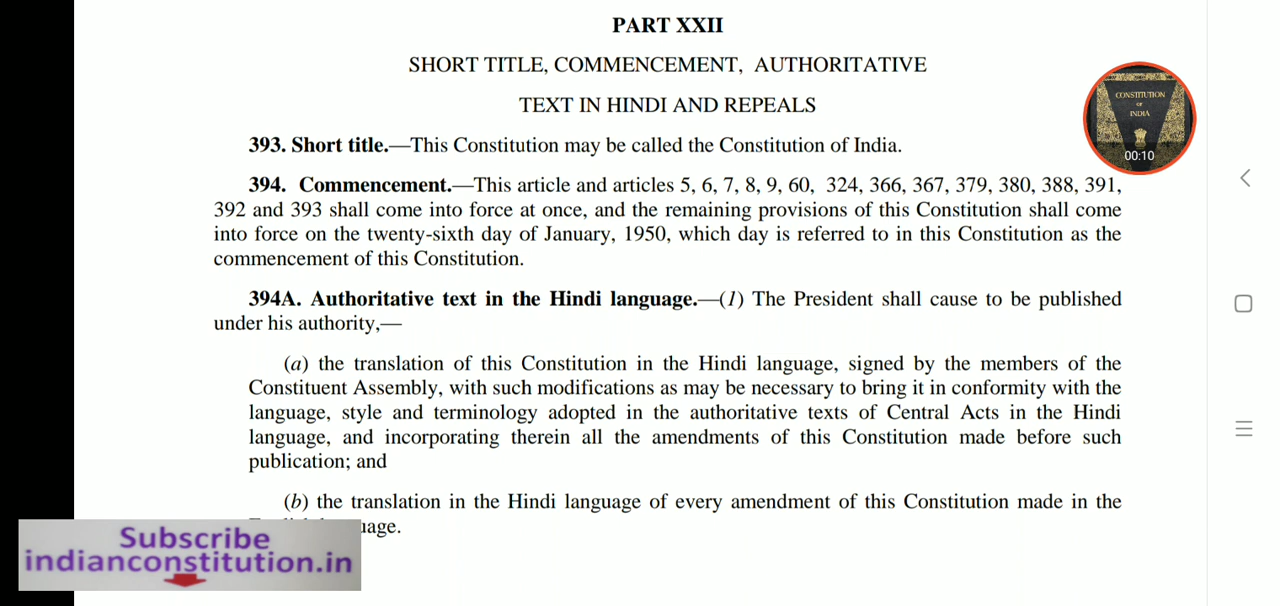 PART XXII
SHORT TITLE, COMMENCEMENT, AUTHORITATIVE
TEXT IN HINDI AND REPEALS
CONSTITUTION
OF
INDIA
00:10
393. Short title.—This Constitution may be called the Constitution of India.
394. Commencement.—This article and articles 5, 6, 7, 8, 9, 60, 324, 366, 367, 379, 380, 388, 391,
392 and 393 shall come into force at once, and the remaining provisions of this Constitution shall come
into force on the twenty-sixth day of January, 1950, which day is referred to in this Constitution as the
commencement of this Constitution.
394A. Authoritative text in the Hindi language.—(1) The President shall cause to be published
under his authority,—
(a) the translation of this Constitution in the Hindi language, signed by the members of the
Constituent Assembly, with such modifications as may be necessary to bring it in conformity with the
language, style and terminology adopted in the authoritative texts of Central Acts in the Hindi
language, and incorporating therein all the amendments of this Constitution made before such
publication; and
(b) the translation in the Hindi language of every amendment of this Constitution made in the
Subscribe
indianconstitution.in